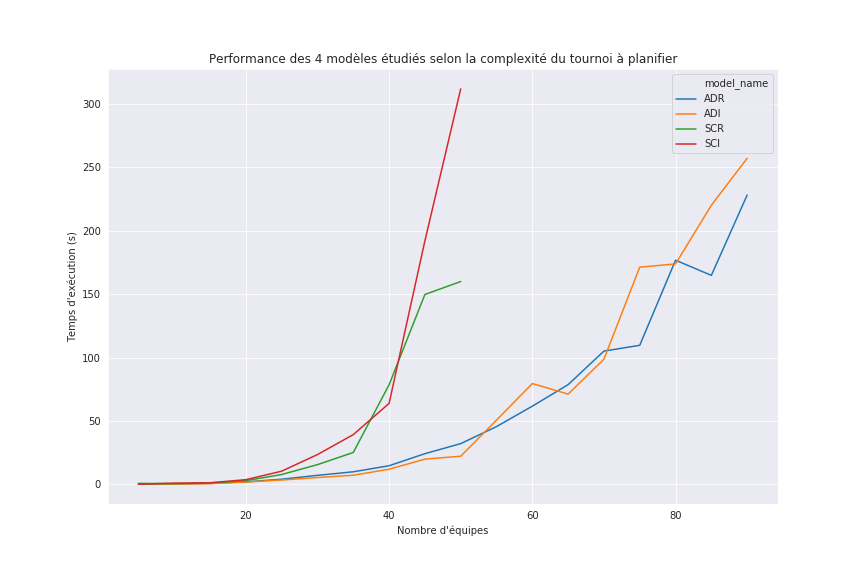 Performance des 4 modèles étudiés selon la complexité du tournoi à planifier
model_name
ADR
ADI
SCR
SCI
300
250
200
150
100
50
0
Temps d'exécution (s)
20 40 60 80
Nombre d'équipes